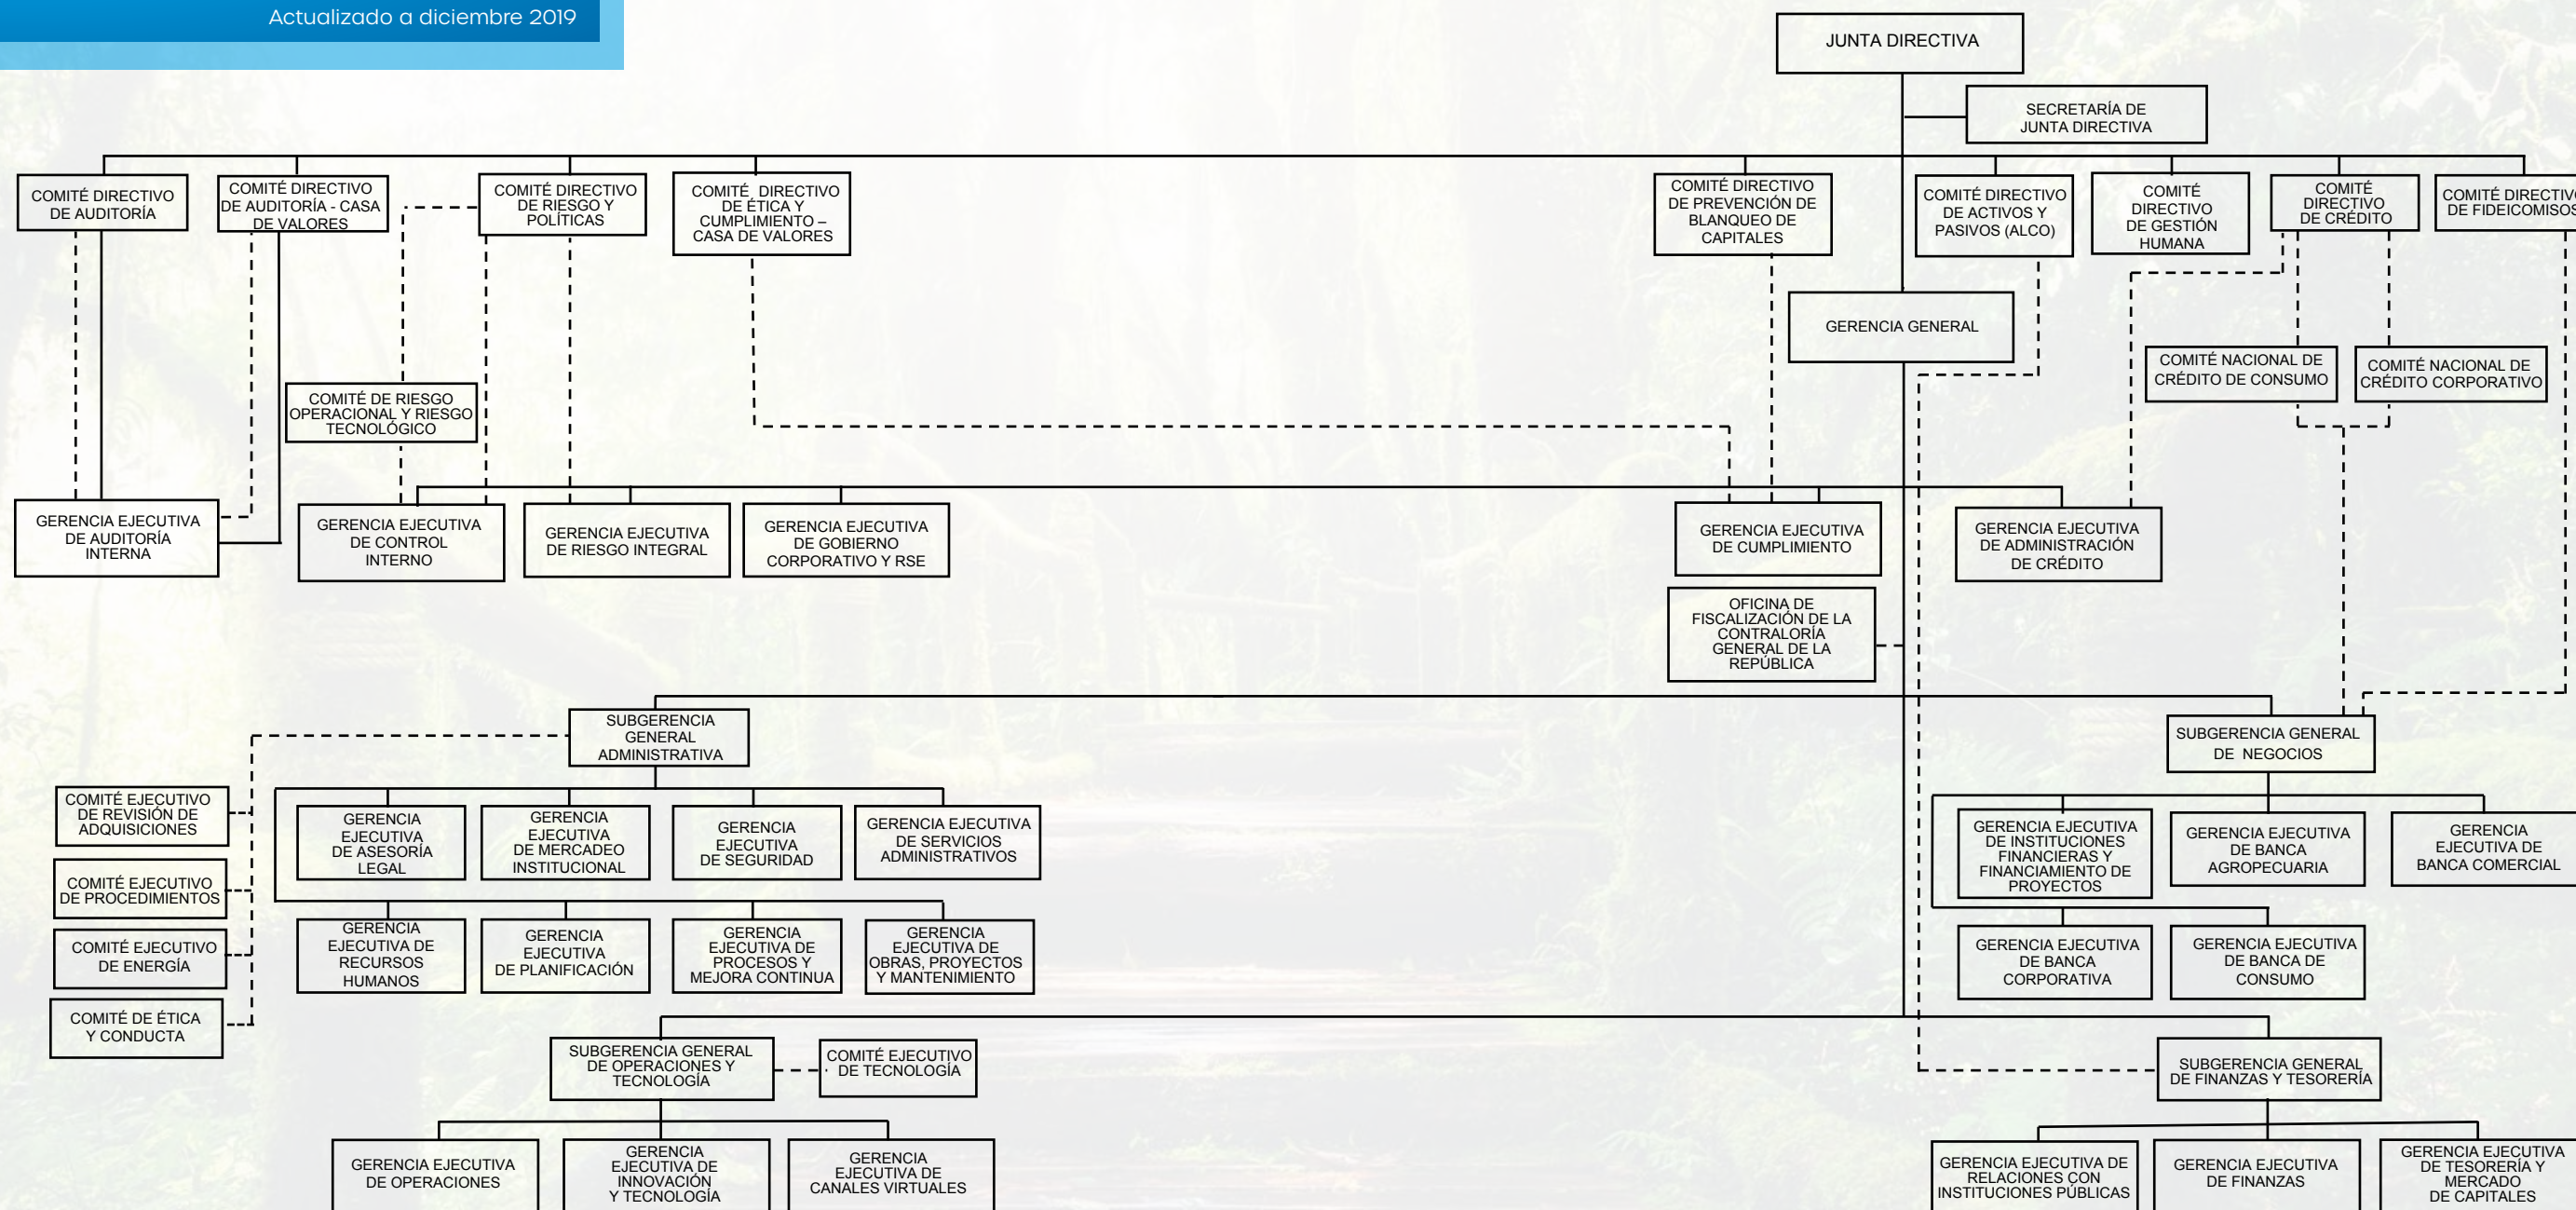 Actualizado a diciembre 2019
JUNTA DIRECTIVA
SECRETARÍA DE
JUNTA DIRECTIVA
COMITÉ DIRECTIVO
DE AUDITORÍA
COMITÉ DIRECTIVO
DE AUDITORÍA - CASA
DE VALORES
COMITÉ DIRECTIVO
DE RIESGO Y
POLÍTICAS
COMITÉ DIRECTIVO
DE ÉTICA Y
CUMPLIMIENTO –
CASA DE VALORES
COMITÉ DIRECTIVO
DE PREVENCIÓN DE
BLANQUEO DE
CAPITALES
COMITÉ DIRECTIVO
DE ACTIVOS Y
PASIVOS (ALCO)
COMITÉ
DIRECTIVO
DE GESTIÓN
HUMANA
COMITÉ
DIRECTIVO
DE CRÉDITO
COMITÉ DIRECTIVO
DE FIDEICOMISOS
GERENCIA GENERAL
COMITÉ NACIONAL DE
CRÉDITO DE CONSUMO
COMITÉ NACIONAL DE
CRÉDITO CORPORATIVO
COMITÉ DE RIESGO
OPERACIONAL Y RIESGO
TECNOLÓGICO
GERENCIA EJECUTIVA
DE AUDITORÍA
INTERNA
GERENCIA EJECUTIVA
DE CONTROL
INTERNO
GERENCIA EJECUTIVA
DE RIESGO INTEGRAL
GERENCIA EJECUTIVA
DE GOBIERNO
CORPORATIVO Y RSE
GERENCIA EJECUTIVA
DE CUMPLIMIENTO
GERENCIA EJECUTIVA
DE ADMINISTRACIÓN
DE CRÉDITO
OFICINA DE
FISCALIZACIÓN DE LA
CONTRALORÍA
GENERAL DE LA
REPÚBLICA
SUBGERENCIA
GENERAL
ADMINISTRATIVA
SUBGERENCIA GENERAL
DE NEGOCIOS
COMITÉ EJECUTIVO
DE REVISIÓN DE
ADQUISICIONES
COMITÉ EJECUTIVO
DE PROCEDIMIENTOS
COMITÉ EJECUTIVO
DE ENERGÍA
COMITÉ DE ÉTICA
Y CONDUCTA
GERENCIA
EJECUTIVA
DE ASESORÍA
LEGAL
GERENCIA
EJECUTIVA
DE MERCADEO
INSTITUCIONAL
GERENCIA
EJECUTIVA
DE SEGURIDAD
GERENCIA EJECUTIVA
DE SERVICIOS
ADMINISTRATIVOS
GERENCIA
EJECUTIVA DE
RECURSOS
HUMANOS
GERENCIA
EJECUTIVA
DE PLANIFICACIÓN
GERENCIA
EJECUTIVA DE
PROCESOS Y
MEJORA CONTINUA
GERENCIA
EJECUTIVA DE
OBRAS, PROYECTOS
Y MANTENIMIENTO
GERENCIA EJECUTIVA
DE INSTITUCIONES
FINANCIERAS Y
FINANCIAMIENTO DE
PROYECTOS
GERENCIA EJECUTIVA
DE BANCA
AGROPECUARIA
GERENCIA
EJECUTIVA DE
BANCA COMERCIAL
GERENCIA EJECUTIVA
DE BANCA
CORPORATIVA
GERENCIA EJECUTIVA
DE BANCA DE
CONSUMO
SUBGERENCIA GENERAL
DE OPERACIONES Y
TECNOLOGÍA
COMITÉ EJECUTIVO
DE TECNOLOGÍA
SUBGERENCIA GENERAL
DE FINANZAS Y TESORERÍA
GERENCIA EJECUTIVA
DE OPERACIONES
GERENCIA
EJECUTIVA DE
INNOVACIÓN
Y TECNOLOGÍA
GERENCIA
EJECUTIVA DE
CANALES VIRTUALES
GERENCIA EJECUTIVA DE
RELACIONES CON
INSTITUCIONES PÚBLICAS
GERENCIA EJECUTIVA
DE FINANZAS
GERENCIA EJECUTIVA
DE TESORERÍA Y
MERCADO
DE CAPITALES